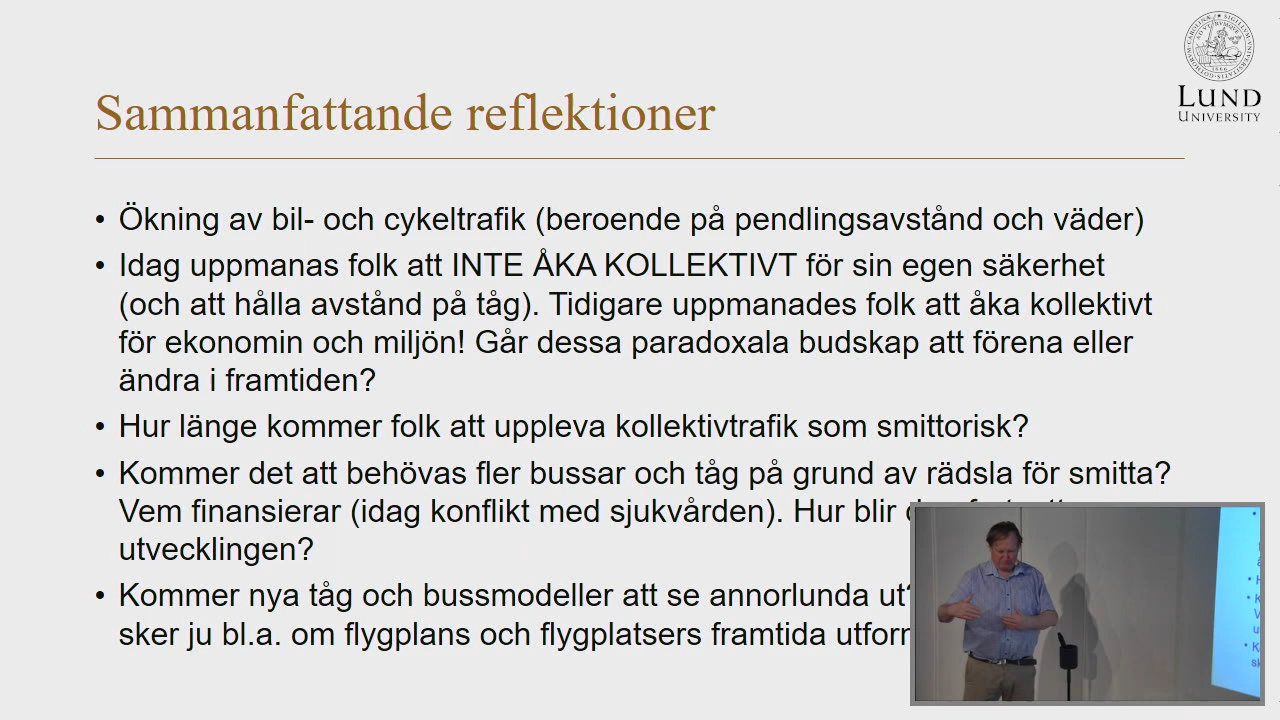 LUND
UNIVERSITY
Sammanfattande reflektioner
• Ökning av bil- och cykeltrafik (beroende på pendlingsavstånd och väder)
• Idag uppmanas folk att INTE ÅKA KOLLEKTIVT för sin egen säkerhet
(och att hålla avstånd på tåg). Tidigare uppmanades folk att åka kollektivt
för ekonomin och miljön! Går dessa paradoxala budskap att förena eller
ändra i framtiden?
• Hur länge kommer folk att uppleva kollektivtrafik som smittorisk?
• Kommer det att behövas fler bussar och tåg på grund av rädsla för smitta?
Vem finansierar (idag konflikt med sjukvården). Hur blir
utvecklingen?
• Kommer nya tåg och bussmodeller att se annorlunda ut?
sker ju bl.a. om flygplans och flygplatsers framtida